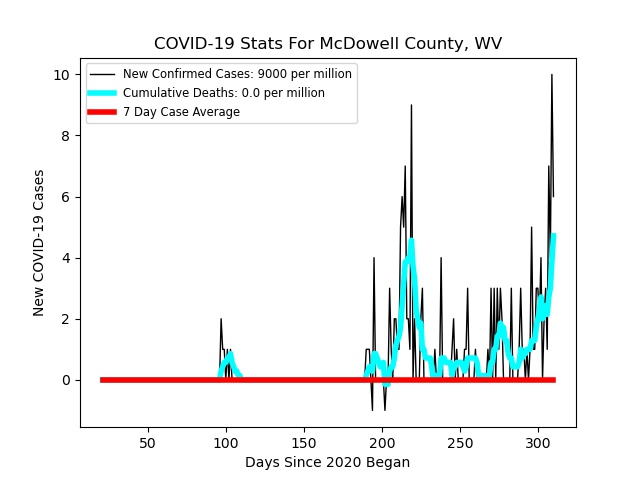 COVID-19 Stats For McDowell County, WV
New Confirmed Cases: 9000 per million
Cumulative Deaths: 0.0 per million
7 Day Case Average
New COVID-19 Cases
10
8
6
4
2
0
50 100 150 200 250 300
Days Since 2020 Began